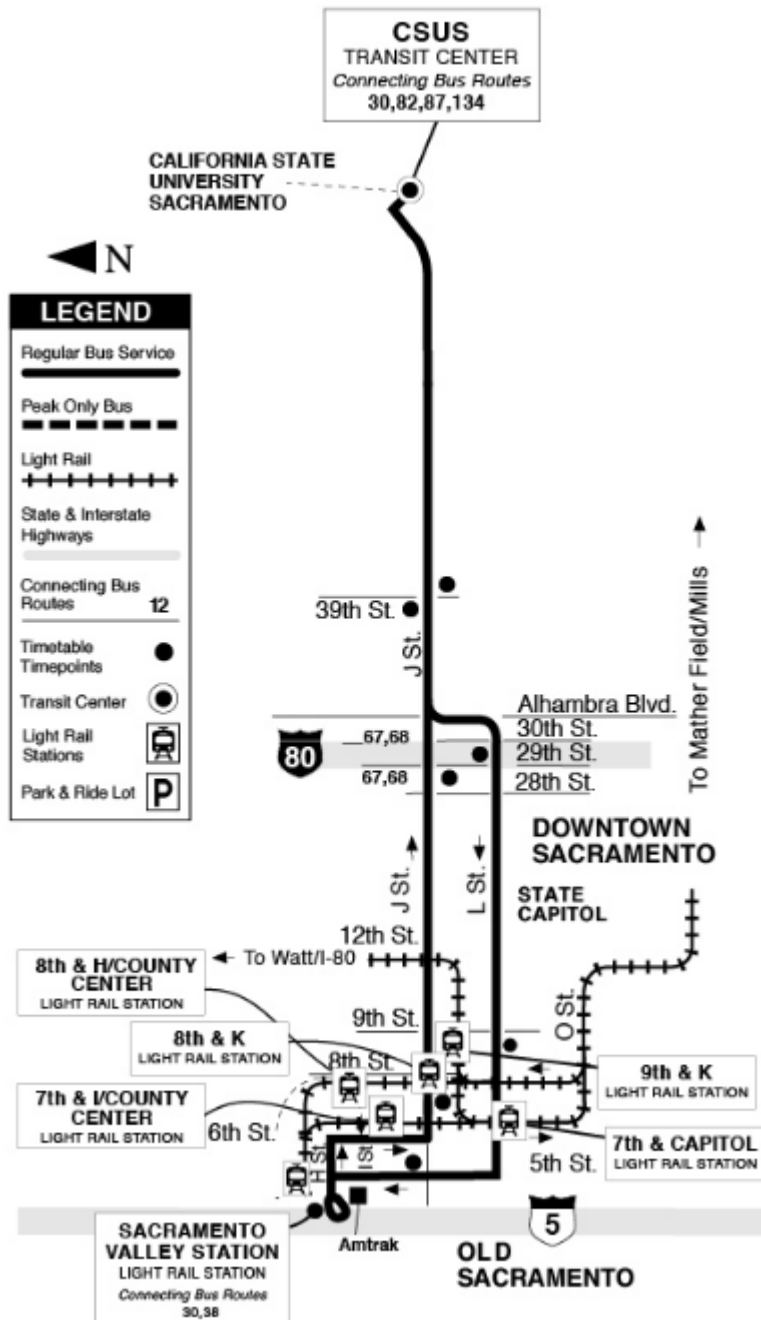 CSUS
TRANSIT CENTER
Connecting Bus Routes
30,82,87,134
CALIFORNIA STATE
UNIVERSITY
SACRAMENTO
N
LEGEND
Regular Bus Service
Peak Only Bus
Light Rail
State & Interstate
Highways
Connecting Bus
Routes 12
Timetable
Timepoints
Transit Center
Light Rail
Stations
Park & Ride Lot P
39th St.
J St.
To Mather Field/Mills
Alhambra Blvd.
67,68
30th St.
80
29th St.
67,68
28th St.
DOWNTOWN
SACRAMENTO
J St.
L St.
STATE
CAPITOL
12th St.
To Watt/I-80
8th & H/COUNTY
CENTER
LIGHT RAIL STATION
9th St.
O St.
8th & K
LIGHT RAIL STATION
8th St.
9th & K
LIGHT RAIL STATION
7th & I/COUNTY
CENTER
LIGHT RAIL STATION
6th St.
H St.
I St.
5th St.
7th & CAPITOL
LIGHT RAIL STATION
SACRAMENTO
VALLEY STATION
LIGHT RAIL STATION
Connecting Bus Routes
30,38
Amtrak
5
OLD
SACRAMENTO